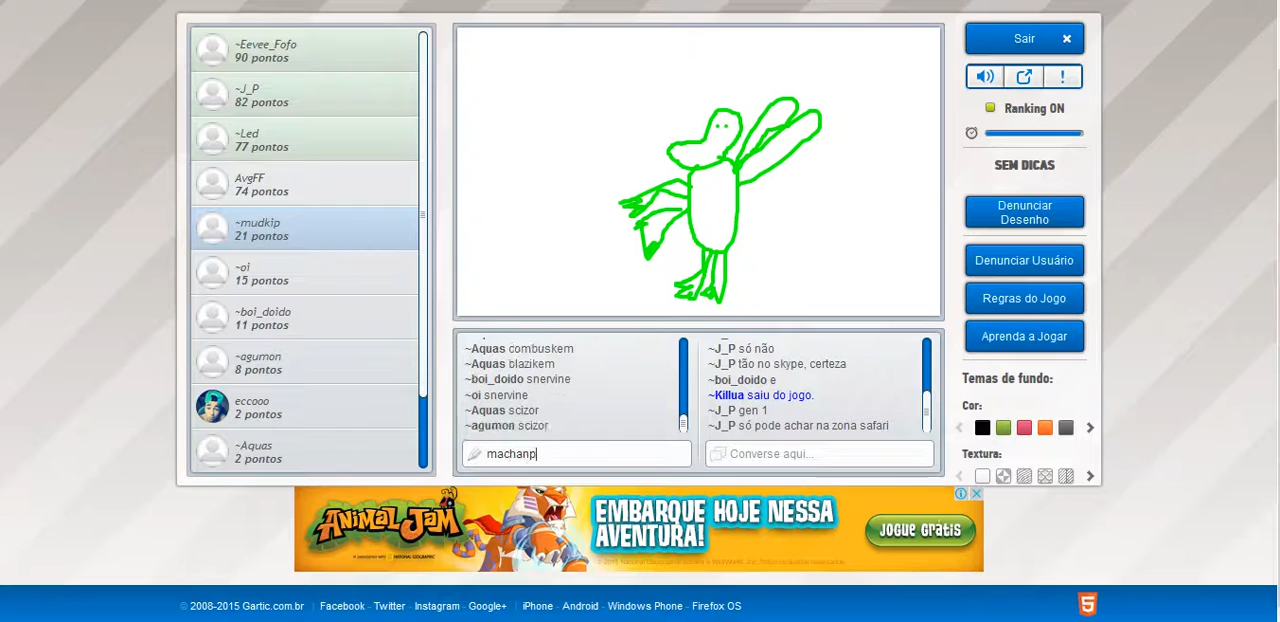 ~Eevee_Fofo
90 pontos
~J_P
82 pontos
~Led
77 pontos
AvgFF
74 pontos
~mudkip
21 pontos
~oi
15 pontos
~boi_doido
11 pontos
~agumon
8 pontos
eccooo
2 pontos
~Aquas
2 pontos
~Aquas combuskem
~Aquas blazikem
~boi_doido snervine
~oi snervine
~Aquas scizor
~agumon scizor
machanp
~J_P só não
~J_P tão no skype, certeza
~boi_doido e
~Killua saiu do jogo.
~J_P gen 1
~J_P só pode achar na zona safari
Converse aqui...
Sair ×
!
Ranking ON
SEM DICAS
Denunciar
Desenho
Denunciar Usuário
Regras do Jogo
Aprenda a Jogar
Temas de fundo:
Cor:
Textura:
ANIMAL JAM
EMBARQUE HOJE NESSA
AVENTURA!
JOGUE GRÁTIS
© 2008-2015 Gartic.com.br | Facebook - Twitter - Instagram - Google+ | iPhone - Android - Windows Phone - Firefox OS
5